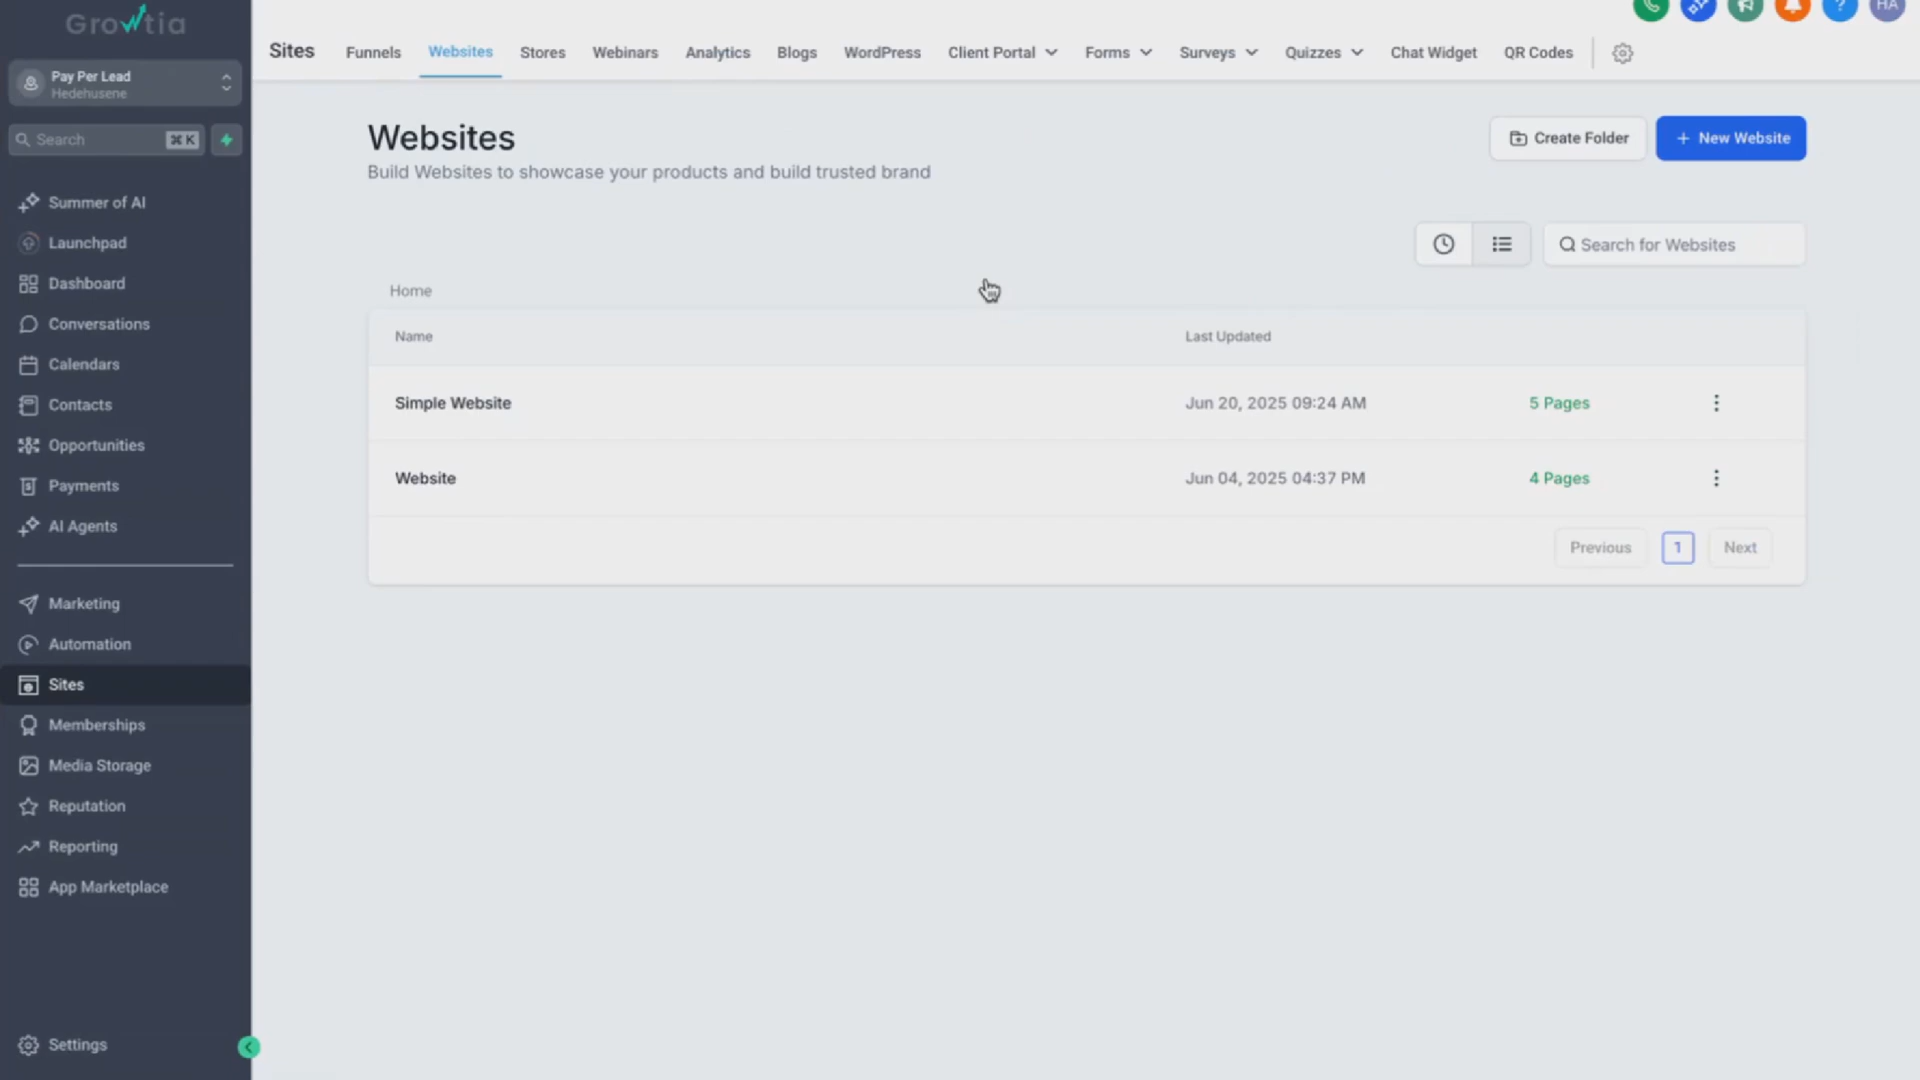 Growtia
Pay Per Lead
Hedehusene
Search ⌘ K
Summer of AI
Launchpad
Dashboard
Conversations
Calendars
Contacts
Opportunities
Payments
AI Agents
Marketing
Automation
Sites
Memberships
Media Storage
Reputation
Reporting
App Marketplace
Settings
HA
Sites Funnels Websites Stores Webinars Analytics Blogs WordPress Client Portal Forms Surveys Quizzes Chat Widget QR Codes
Websites
Build Websites to showcase your products and build trusted brand
Create Folder
+ New Website
Search for Websites
Home
Name Last Updated
Simple Website Jun 20, 2025 09:24 AM 5 Pages
Website Jun 04, 2025 04:37 PM 4 Pages
Previous 1 Next